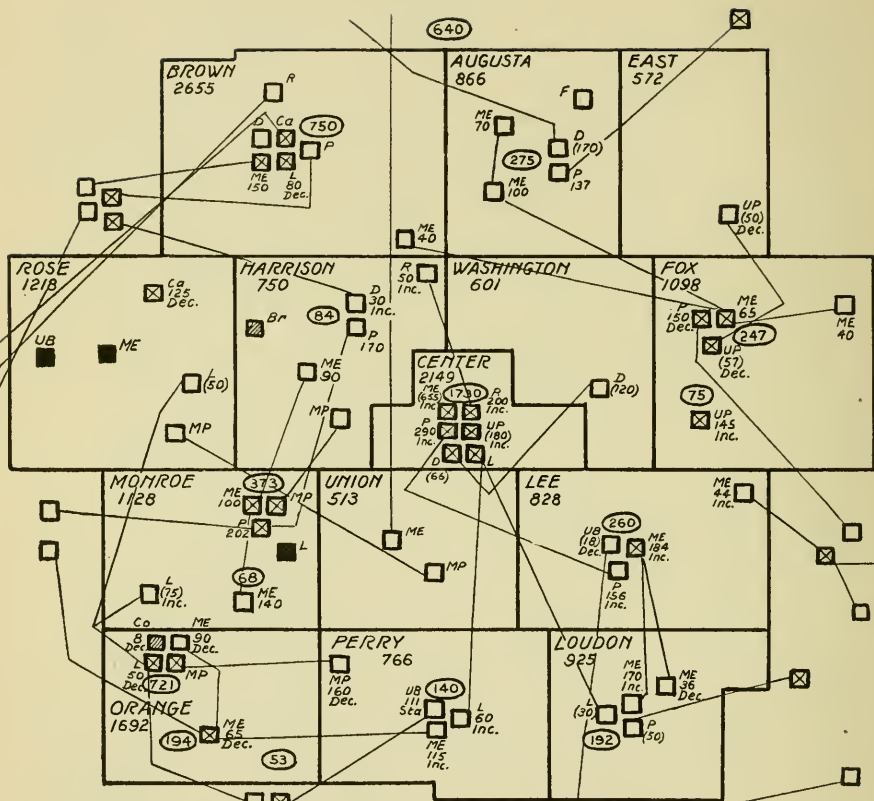 640
BROWN
2655
R
D
Ca
750
P
ME
150
L
80
Dec.
ME
40
AUGUSTA
866
F
ME
70
D
(170)
275
P
137
ME
100
EAST
572
UP
(50)
Dec.
ROSE
1218
Ca
125
Dec.
UB
ME
L
(50)
MP
HARRISON
750
R
50
Inc.
D
30
Inc.
84
Br
P
170
ME
90
MP
WASHINGTON
601
D
(120)
CENTER
2149
1730
ME
(655)
Inc.
R
200
Inc.
P
290
Inc.
UP
(180)
Inc.
D
(66)
L
FOX
1098
P
150
Dec.
ME
65
247
UP
(57)
Dec.
ME
40
75
UP
145
Inc.
MONROE
1128
373
ME
100
MP
P
202
L
68
L
(75)
Inc.
ME
140
UNION
513
ME
MP
LEE
828
ME
44
Inc.
260
UB
(18)
Dec.
ME
184
Inc.
P
156
Inc.
Co
8
Dec.
ME
90
Dec.
L
50
Dec.
MP
721
ORANGE
1692
ME
65
Dec.
194
53
PERRY
766
MP
160
Dec.
140
UB
111
Sta
L
60
Inc.
ME
115
Inc.
LOUDON
925
ME
170
Inc.
ME
36
Dec.
L
(30)
P
(50)
192